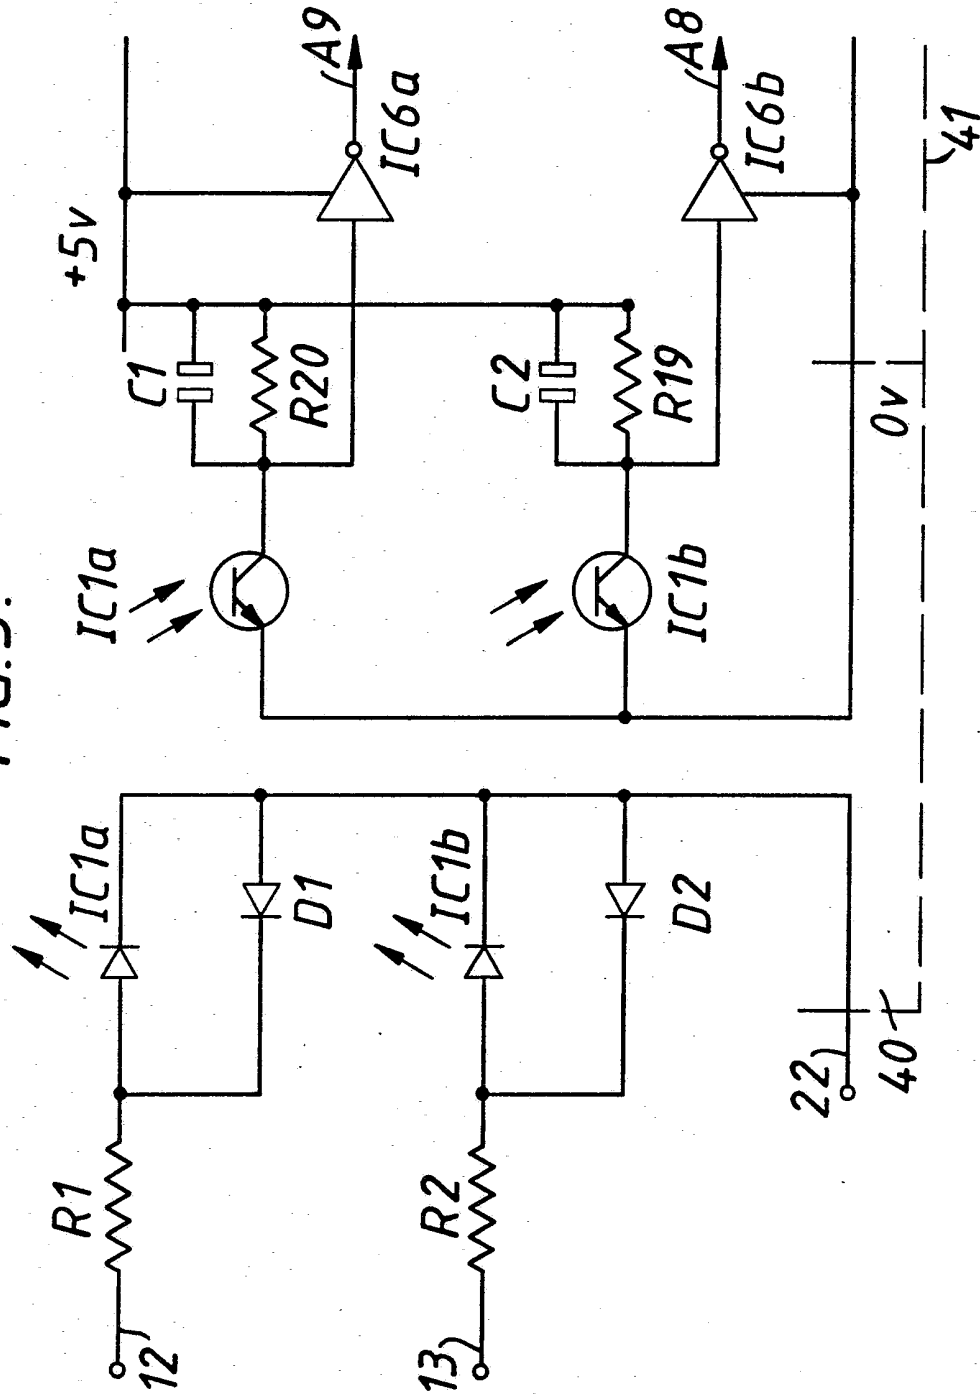 +5v
A9
IC6a
C1
R20
IC1a
A8
IC6b
C2
R19
IC1b
0v
41
R1
IC1a
D1
12
R2
IC1b
D2
13
22
40